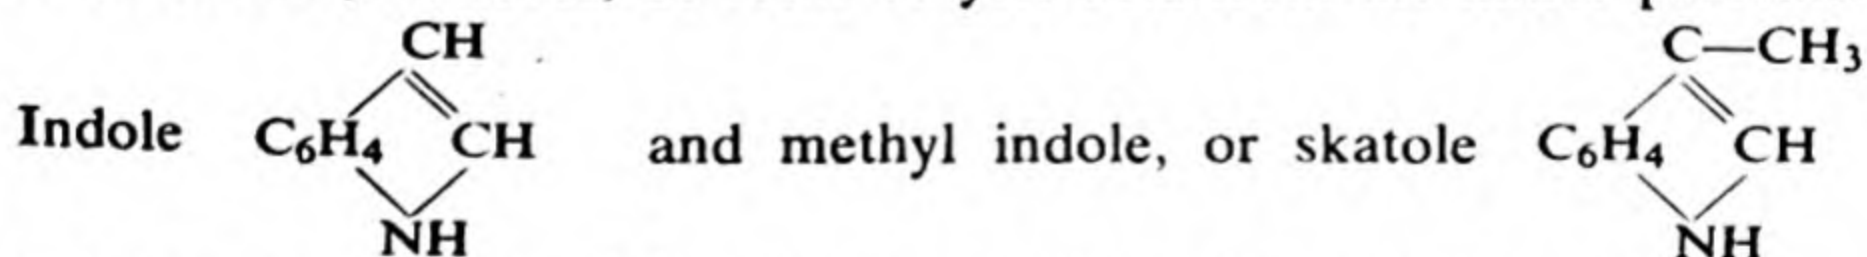 CH C—CH₃
Indole C₆H₄ CH and methyl indole, or skatole C₆H₄ CH
NH NH